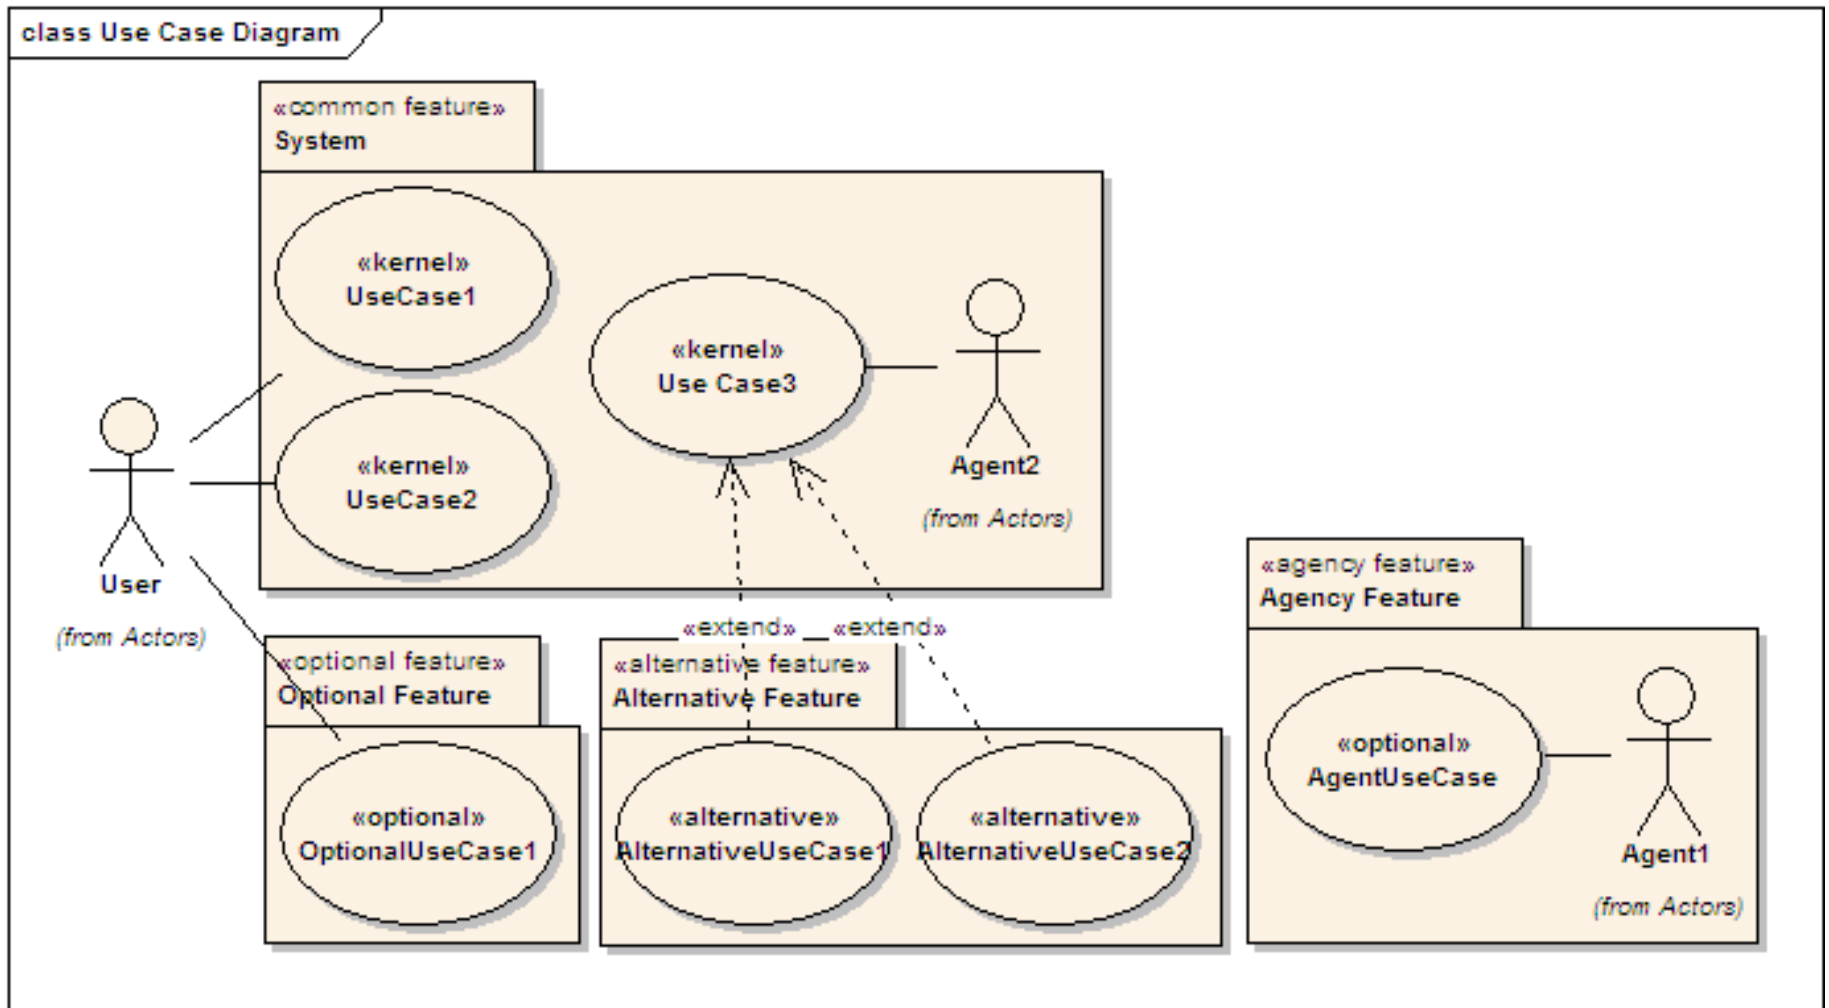 class Use Case Diagram
«common feature»
System
«kernel»
UseCase1
«kernel»
UseCase2
«kernel»
Use Case3
Agent2
(from Actors)
User
(from Actors)
«extend»
«extend»
«optional feature»
Optional Feature
«optional»
OptionalUseCase1
«alternative feature»
Alternative Feature
«alternative»
AlternativeUseCase1
«alternative»
AlternativeUseCase2
«agency feature»
Agency Feature
«optional»
AgentUseCase
Agent1
(from Actors)